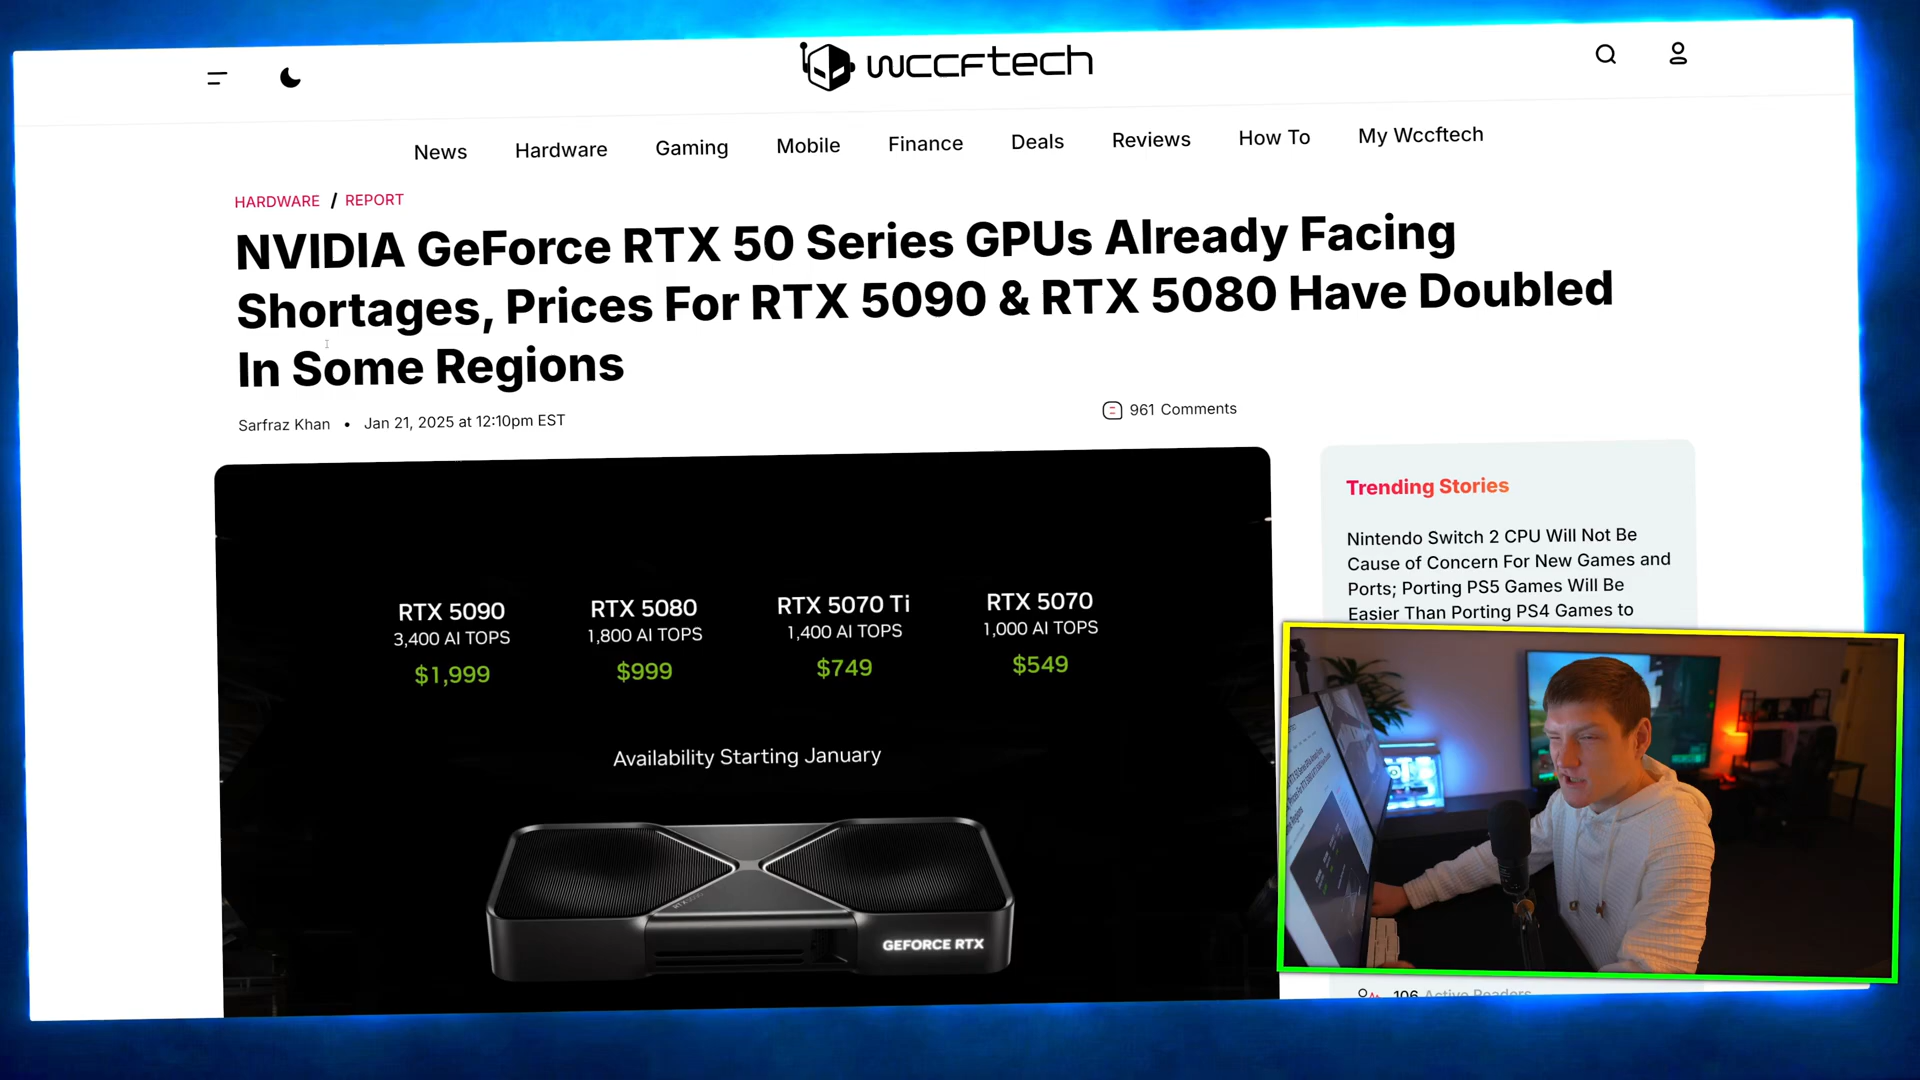 wccftech
News Hardware Gaming Mobile Finance Deals Reviews How To My Wccftech
HARDWARE / REPORT
NVIDIA GeForce RTX 50 Series GPUs Already Facing
Shortages, Prices For RTX 5090 & RTX 5080 Have Doubled
In Some Regions
Sarfraz Khan • Jan 21, 2025 at 12:10pm EST
961 Comments
RTX 5090
3,400 AI TOPS
$1,999
RTX 5080
1,800 AI TOPS
$999
RTX 5070 Ti
1,400 AI TOPS
$749
RTX 5070
1,000 AI TOPS
$549
Availability Starting January
GEFORCE RTX
Trending Stories
Nintendo Switch 2 CPU Will Not Be
Cause of Concern For New Games and
Ports; Porting PS5 Games Will Be
Easier Than Porting PS4 Games to
106 Active Readers